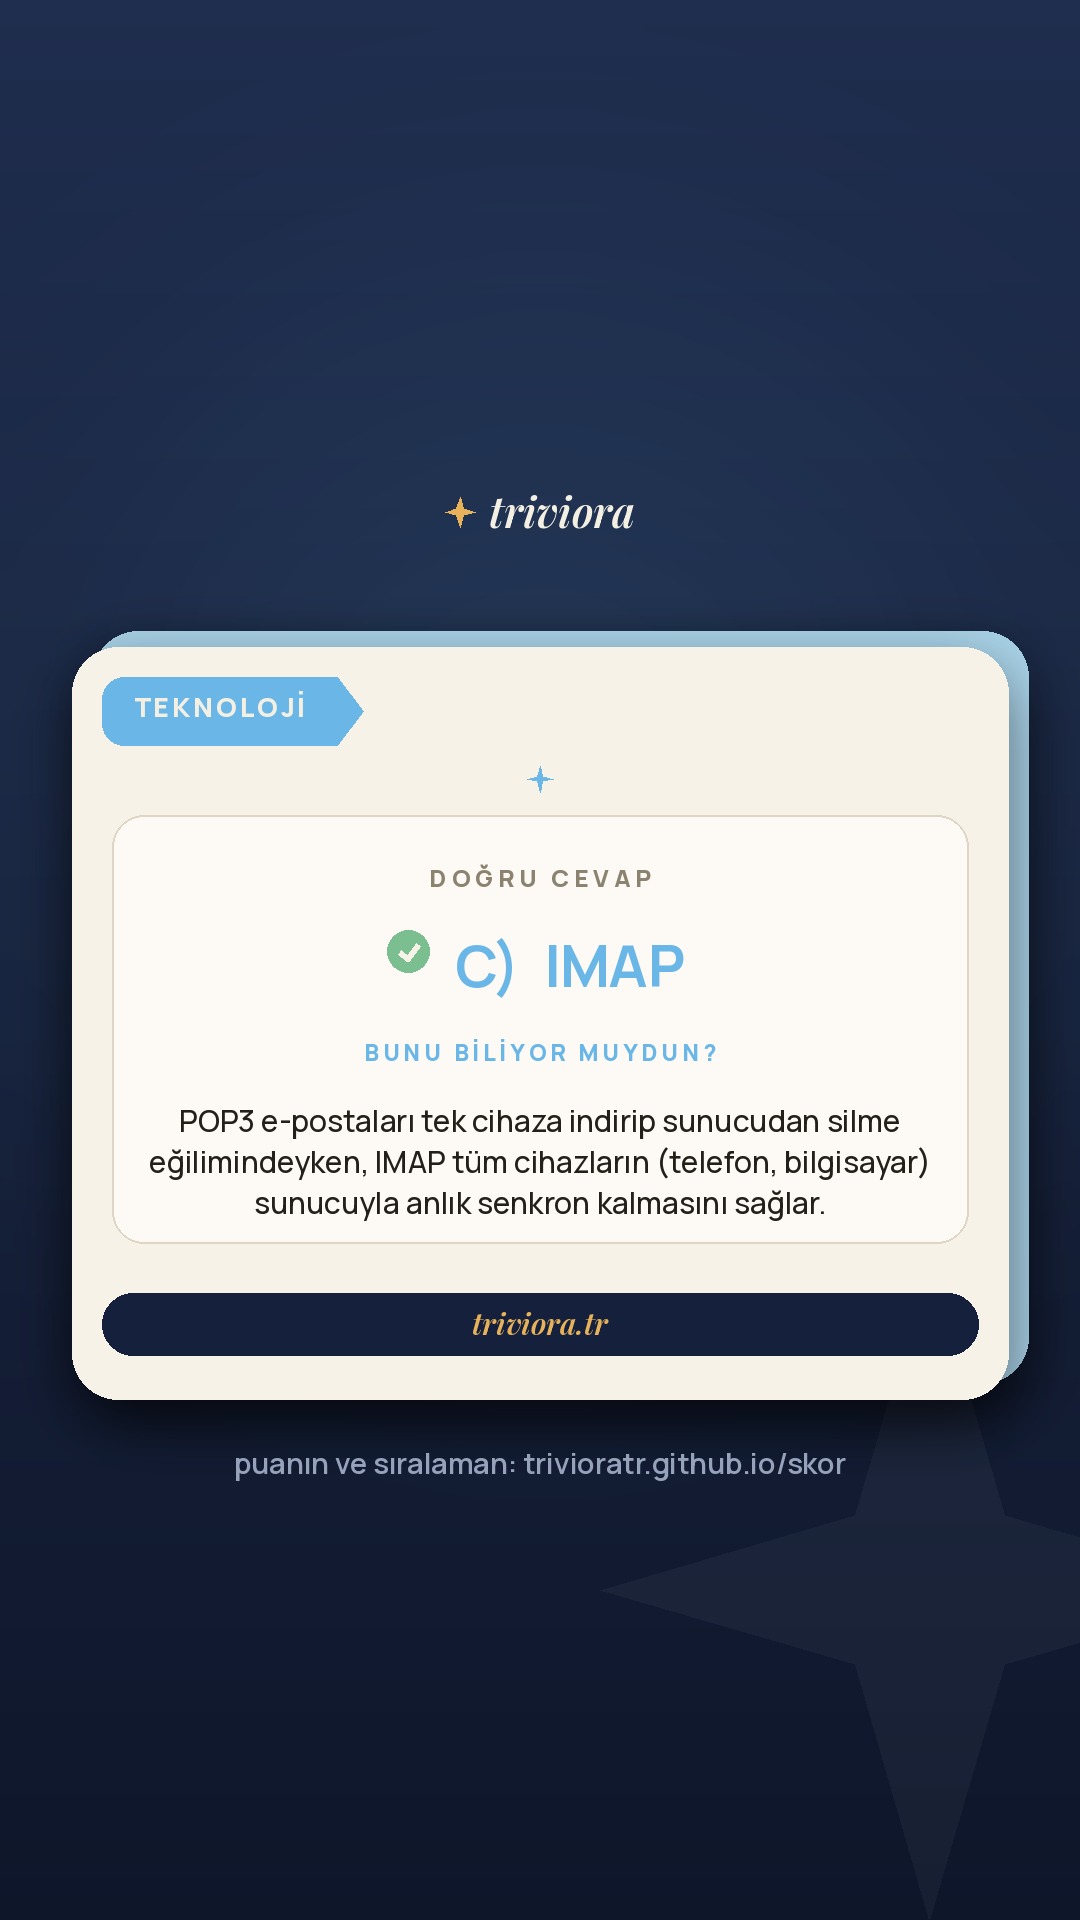 triviora
TEKNOLOJİ
DOĞRU CEVAP
C) IMAP
BUNU BİLİYOR MUYDUN?
POP3 e-postaları tek cihaza indirip sunucudan silme
eğilimindeyken, IMAP tüm cihazların (telefon, bilgisayar)
sunucuyla anlık senkron kalmasını sağlar.
triviora.tr
puanın ve sıralaman: trivioratr.github.io/skor